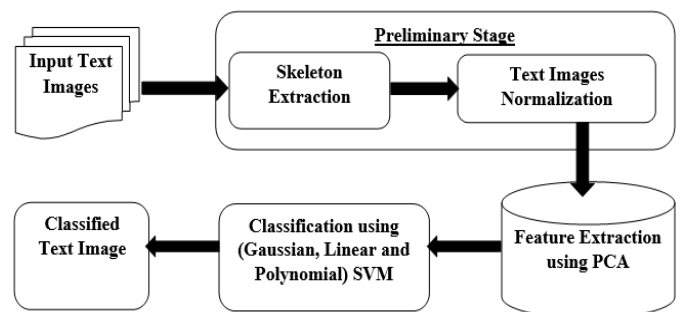 Input Text
Images
Preliminary Stage
Skeleton
Extraction
Text Images
Normalization
Feature Extraction
using PCA
Classification using
(Gaussian, Linear and
Polynomial) SVM
Classified
Text Image